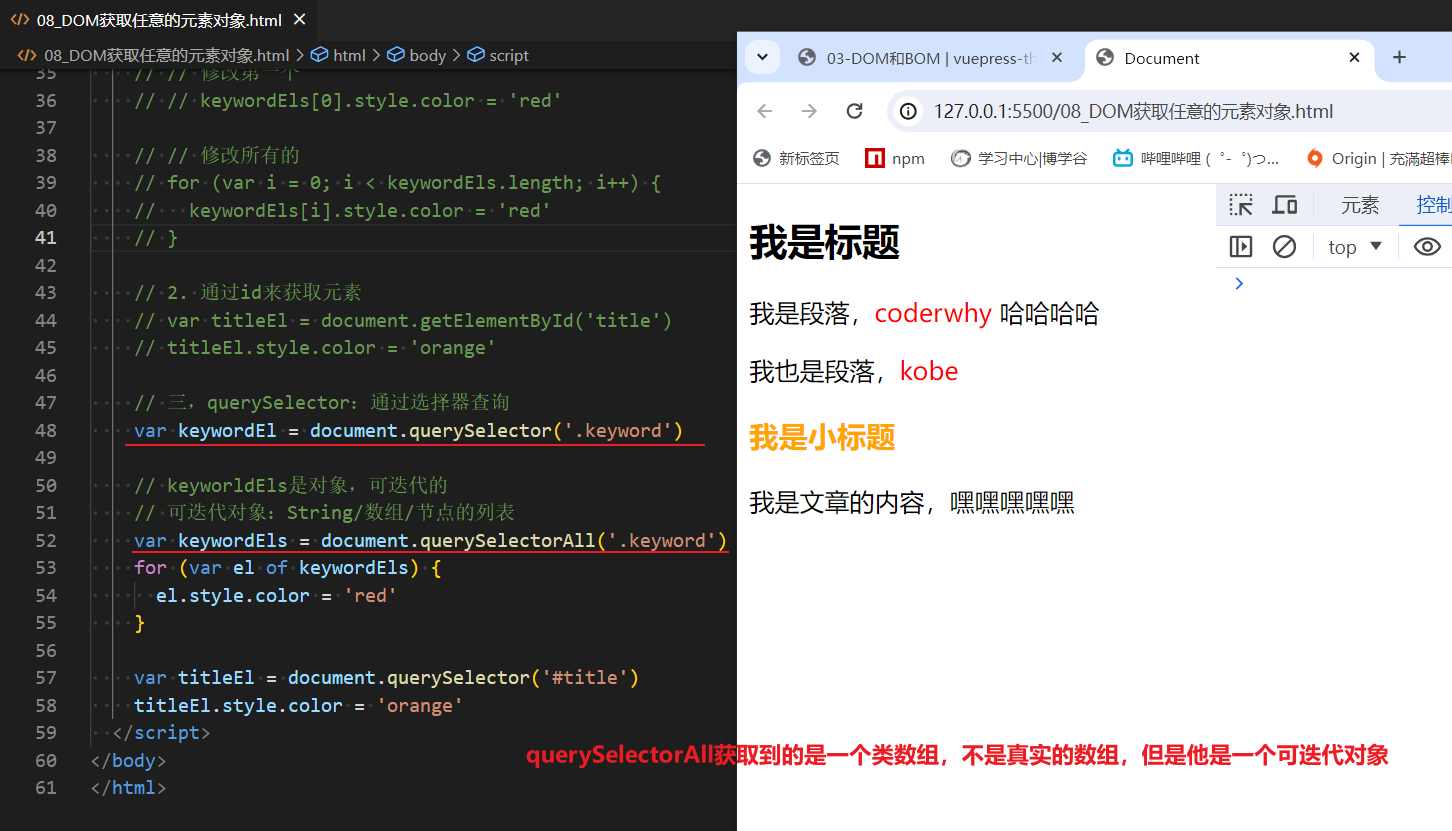 08_DOM获取任意的元素对象.html
08_DOM获取任意的元素对象.html > html > body > script
35 // // 修改第一个
36 // // keywordEls[0].style.color = 'red'
37
38 // // 修改所有的
39 // for (var i = 0; i < keywordEls.length; i++) {
40 //   keywordEls[i].style.color = 'red'
41 // }
42
43 // 2. 通过id来获取元素
44 // var titleEl = document.getElementById('title')
45 // titleEl.style.color = 'orange'
46
47 // 三，querySelector：通过选择器查询
48 var keywordEl = document.querySelector('.keyword')
49
50 // keyworldEls是对象，可迭代的
51 // 可迭代对象：String/数组/节点的列表
52 var keywordEls = document.querySelectorAll('.keyword')
53 for (var el of keywordEls) {
54   el.style.color = 'red'
55 }
56
57 var titleEl = document.querySelector('#title')
58 titleEl.style.color = 'orange'
59 </script>
60 </body>
61 </html>
03-DOM和BOM | vuepress-th
Document
127.0.0.1:5500/08_DOM获取任意的元素对象.html
新标签页 npm 学习中心|博学谷 哔哩哔哩 (゜-゜)つ... Origin | 充滿超棒
元素 控制
top
我是标题
我是段落，coderwhy 哈哈哈哈
我也是段落，kobe
我是小标题
我是文章的内容，嘿嘿嘿嘿嘿
querySelectorAll获取到的是一个类数组，不是真实的数组，但是他是一个可迭代对象